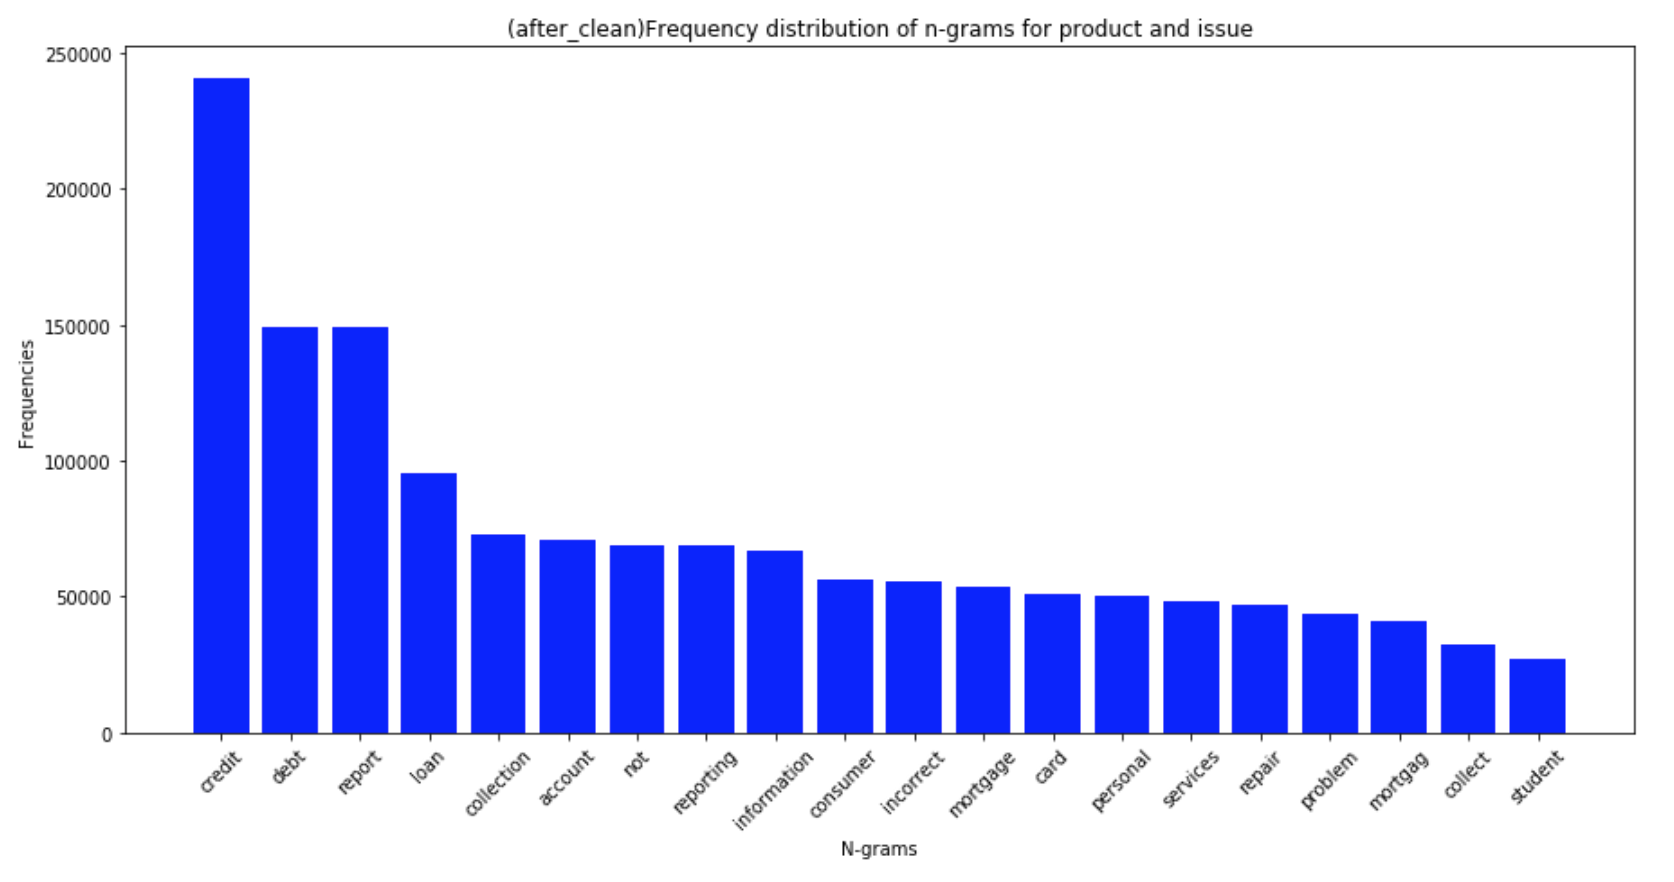 (after_clean)Frequency distribution of n-grams for product and issue
250000
200000
150000
100000
50000
0
Frequencies
credit
debt
report
loan
collection
account
not
reporting
information
consumer
incorrect
mortgage
card
personal
services
repair
problem
mortgag
collect
student
N-grams